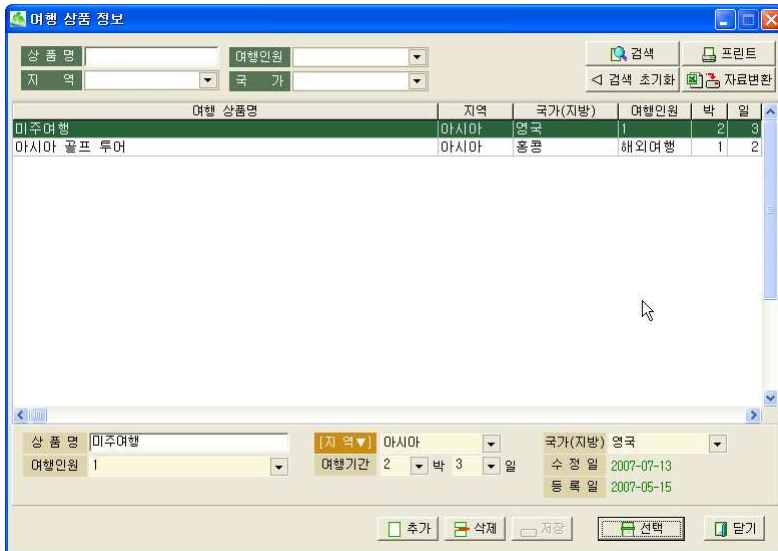 여행 상품 정보
상 품 명 여행인원 검색 프린트
지 역 국 가 검색 초기화 자료변환
여행 상품명 지역 국가(지방) 여행인원 박 일
미주여행 아시아 영국 1 2 3
아시아 골프 투어 아시아 홍콩 해외여행 1 2
상 품 명 미주여행 [지 역▼] 아시아 국가(지방) 영국
여행인원 1 여행기간 2 박 3 일 수 정 일 2007-07-13
등 록 일 2007-05-15
추가 삭제 저장 선택 닫기